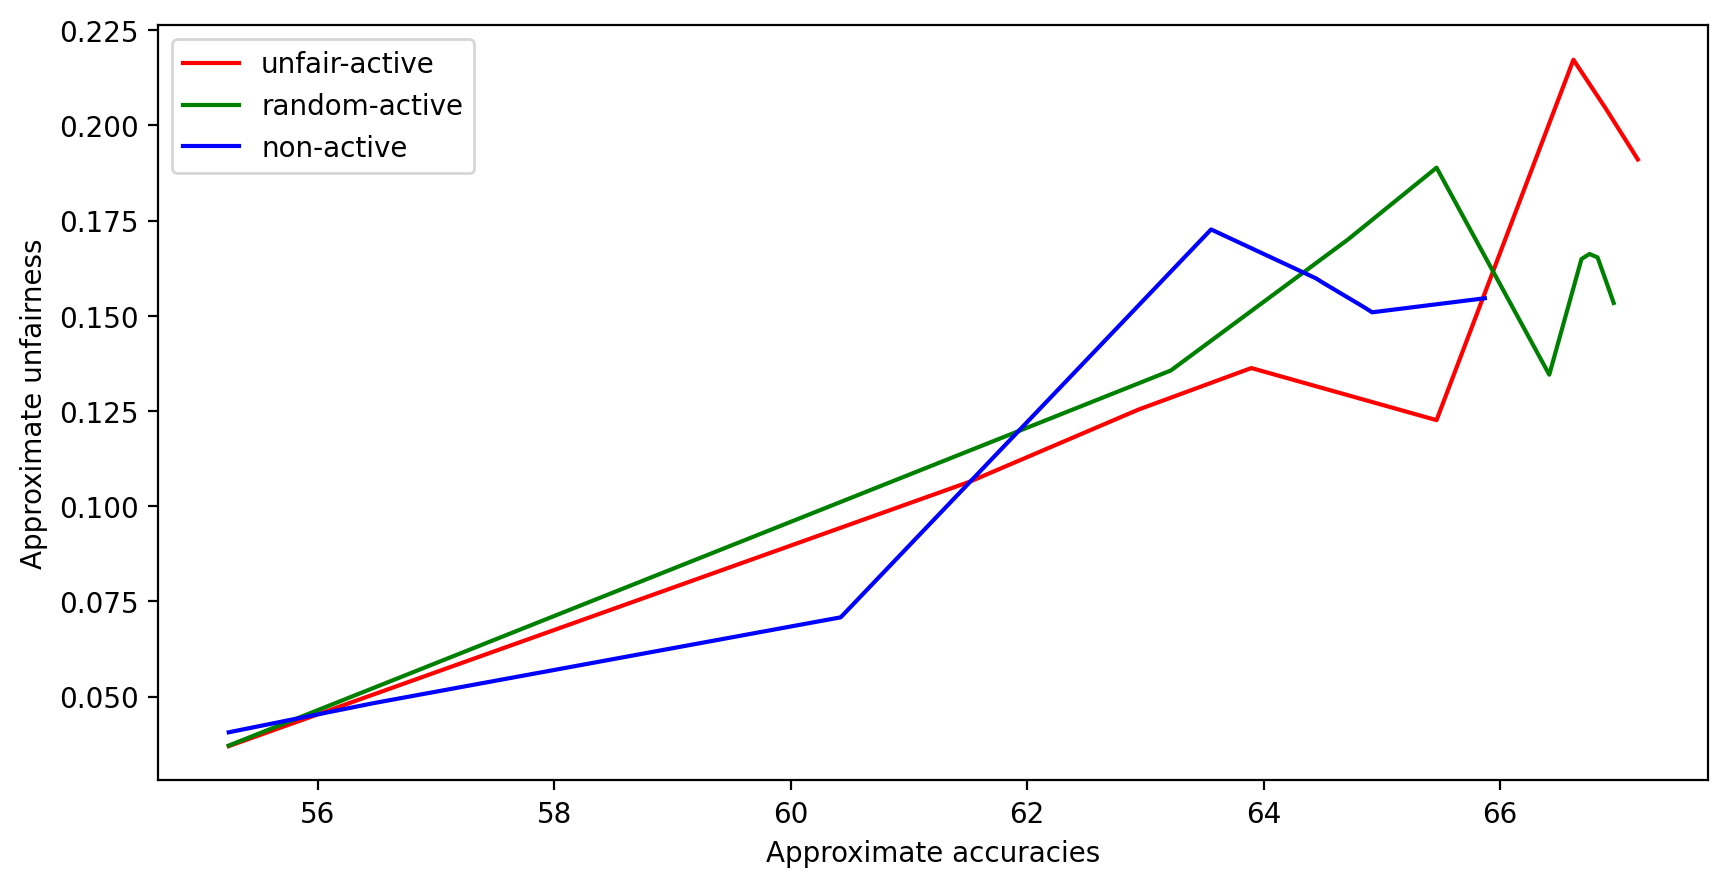 0.225
0.200
0.175
0.150
0.125
0.100
0.075
0.050
Approximate unfairness
unfair-active
random-active
non-active
56 58 60 62 64 66
Approximate accuracies